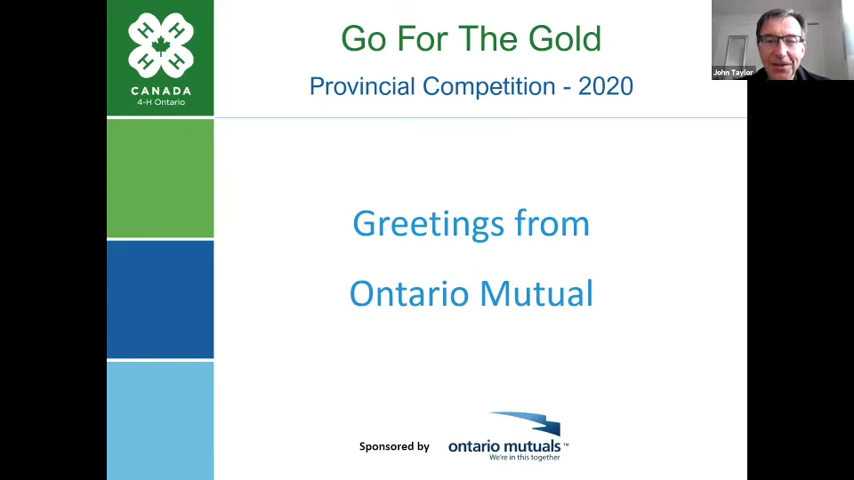 H H
H H
CANADA
4-H Ontario
Go For The Gold
Provincial Competition - 2020
John Taylor
Greetings from
Ontario Mutual
Sponsored by
ontario mutuals™
We're in this together